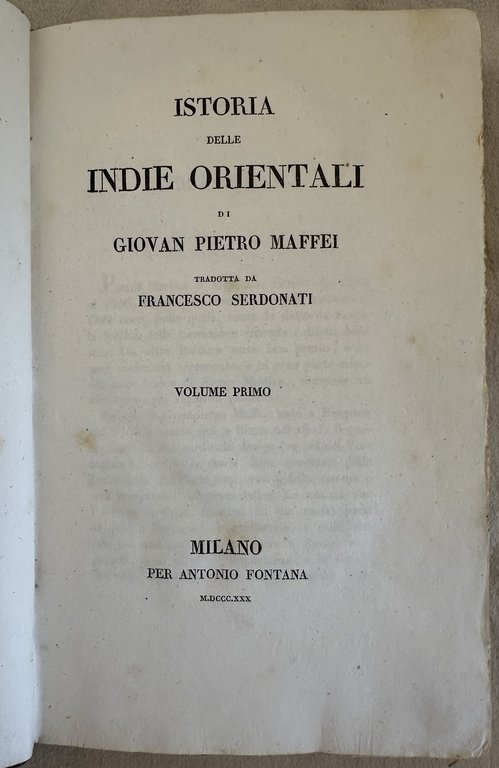 ISTORIA
DELLE
INDIE ORIENTALI
DI
GIOVAN PIETRO MAFFEI
TRADOTTA DA
FRANCESCO SERDONATI
VOLUME PRIMO
MILANO
PER ANTONIO FONTANA
M.DCCC.XXX